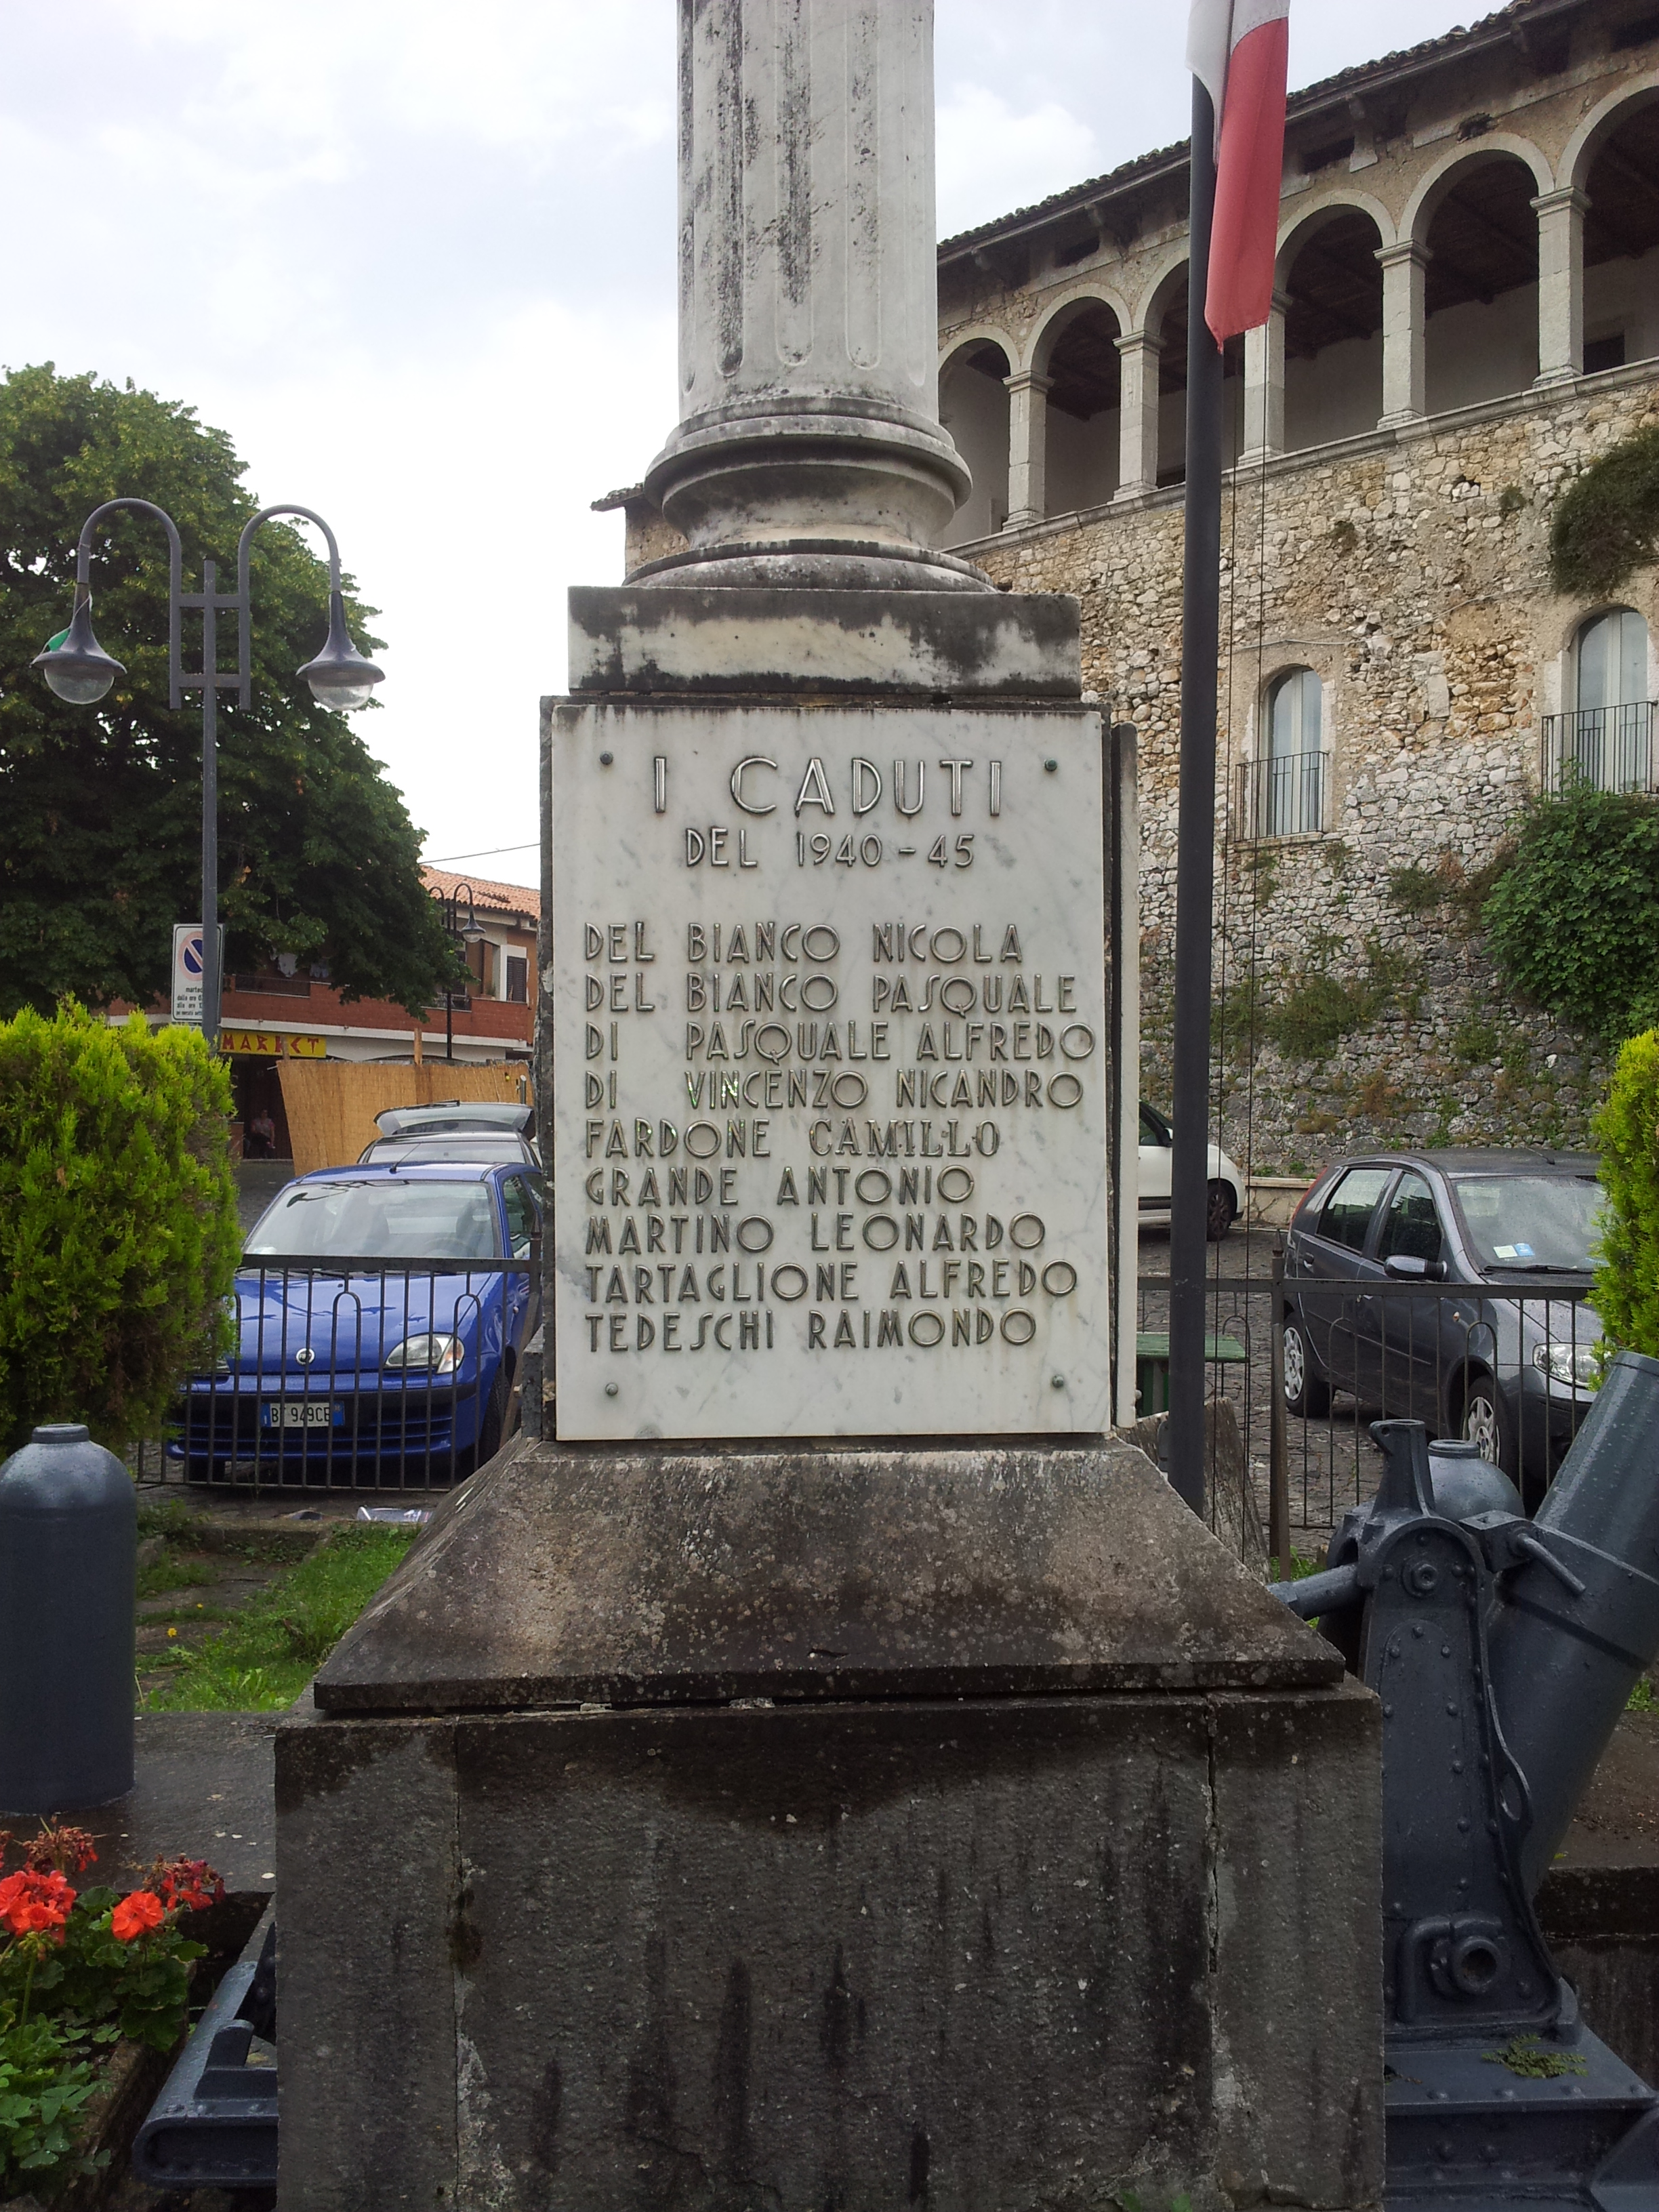 I CADUTI
DEL 1940-45
DEL BIANCO NICOLA
DEL BIANCO PASQUALE
DI PASQUALE ALFREDO
DI VINCENZO NICANDRO
FARDONE CAMILLO
GRANDE ANTONIO
MARTINO LEONARDO
TARTAGLIONE ALFREDO
TEDESCHI RAIMONDO
MARKET